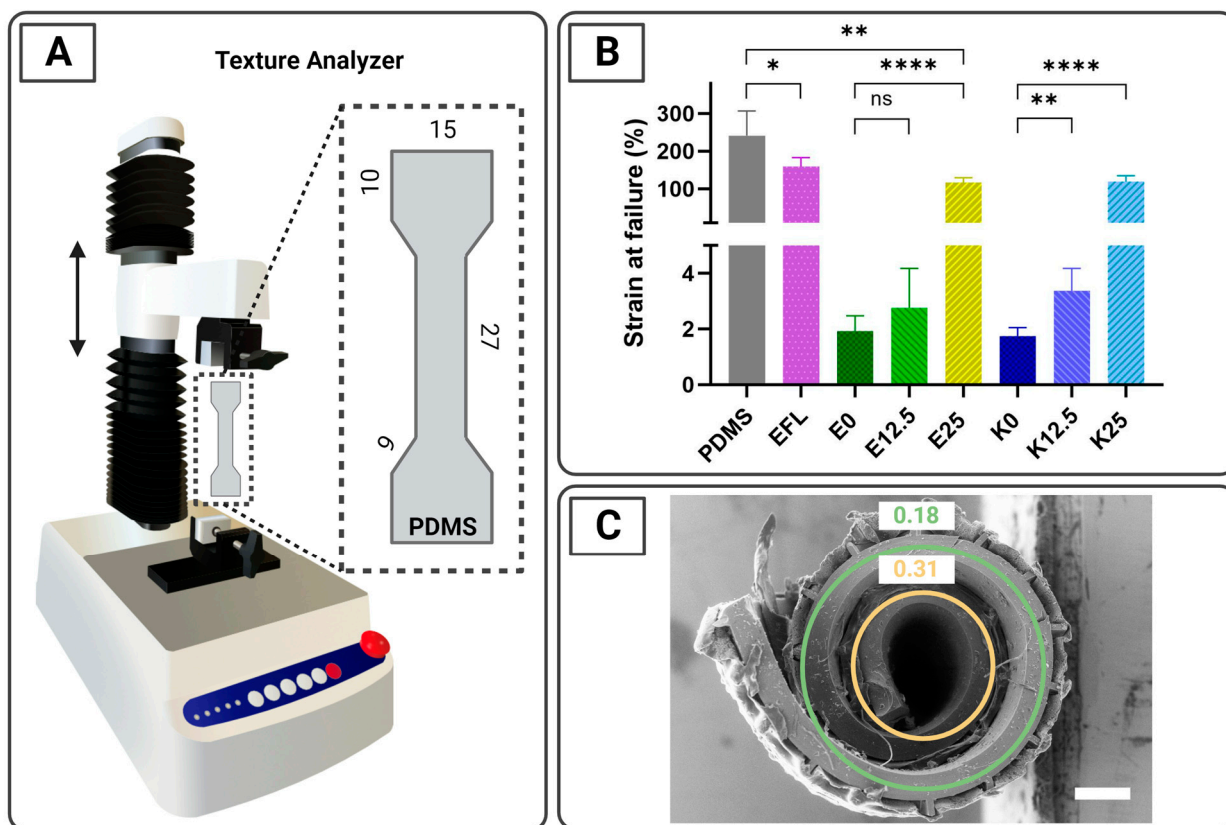 A
Texture Analyzer
15
10
27
9
PDMS
B
**
*
****
****
ns
**
Strain at failure (%)
300
200
100
4
2
0
PDMS
EFL
E0
E12.5
E25
K0
K12.5
K25
C
0.18
0.31